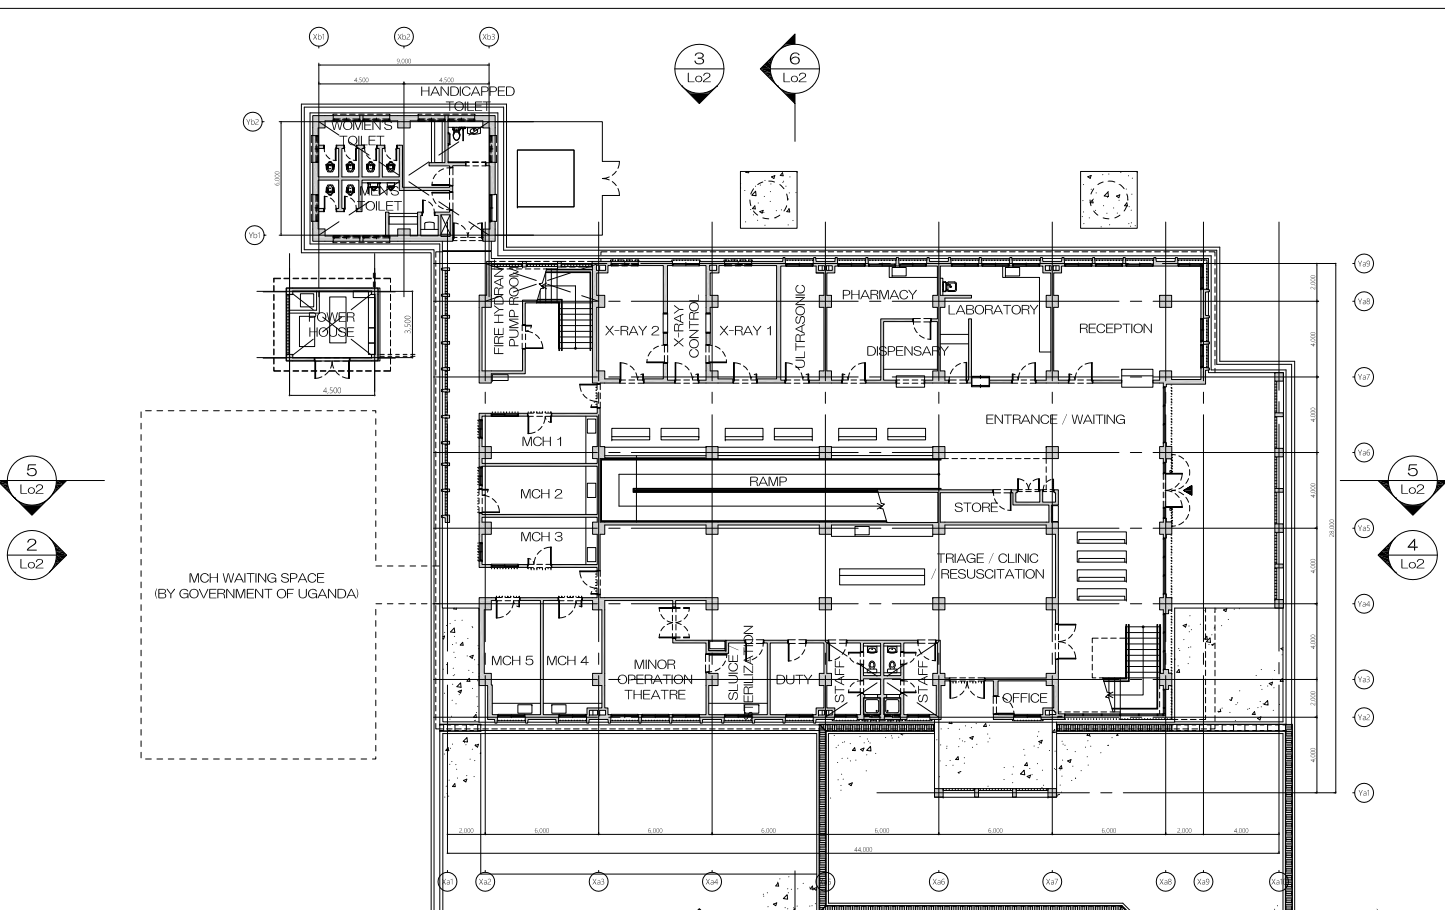 Xb1
Xb2
Xb3
9,000
4,500
4,500
3
Lo2
6
Lo2
HANDICAPPED
TOILET
Yb2
WOMEN'S
TOILET
6,000
MEN'S
TOILET
Yb1
POWER
HOUSE
3,500
4,500
FIRE HYDRAN
PUMP ROOM
X-RAY 2
X-RAY
CONTROL
X-RAY 1
ULTRASONIC
PHARMACY
DISPENSARY
LABORATORY
RECEPTION
Ya9
2,000
Ya8
4,000
Ya7
ENTRANCE / WAITING
4,000
MCH 1
Ya6
5
Lo2
RAMP
5
Lo2
MCH 2
STORE
4,000
MCH 3
Ya5
28,000
2
Lo2
4
Lo2
TRIAGE / CLINIC
/ RESUSCITATION
4,000
MCH WAITING SPACE
(BY GOVERNMENT OF UGANDA)
Ya4
4,000
MCH 5
MCH 4
MINOR
OPERATION
THEATRE
SLUICE /
STERILIZATION
DUTY
STAFF
STAFF
OFFICE
Ya3
2,000
Ya2
4,000
Ya1
2,000
6,000
6,000
6,000
6,000
6,000
6,000
2,000
4,000
44,000
Xa1
Xa2
Xa3
Xa4
Xa6
Xa7
Xa8
Xa9